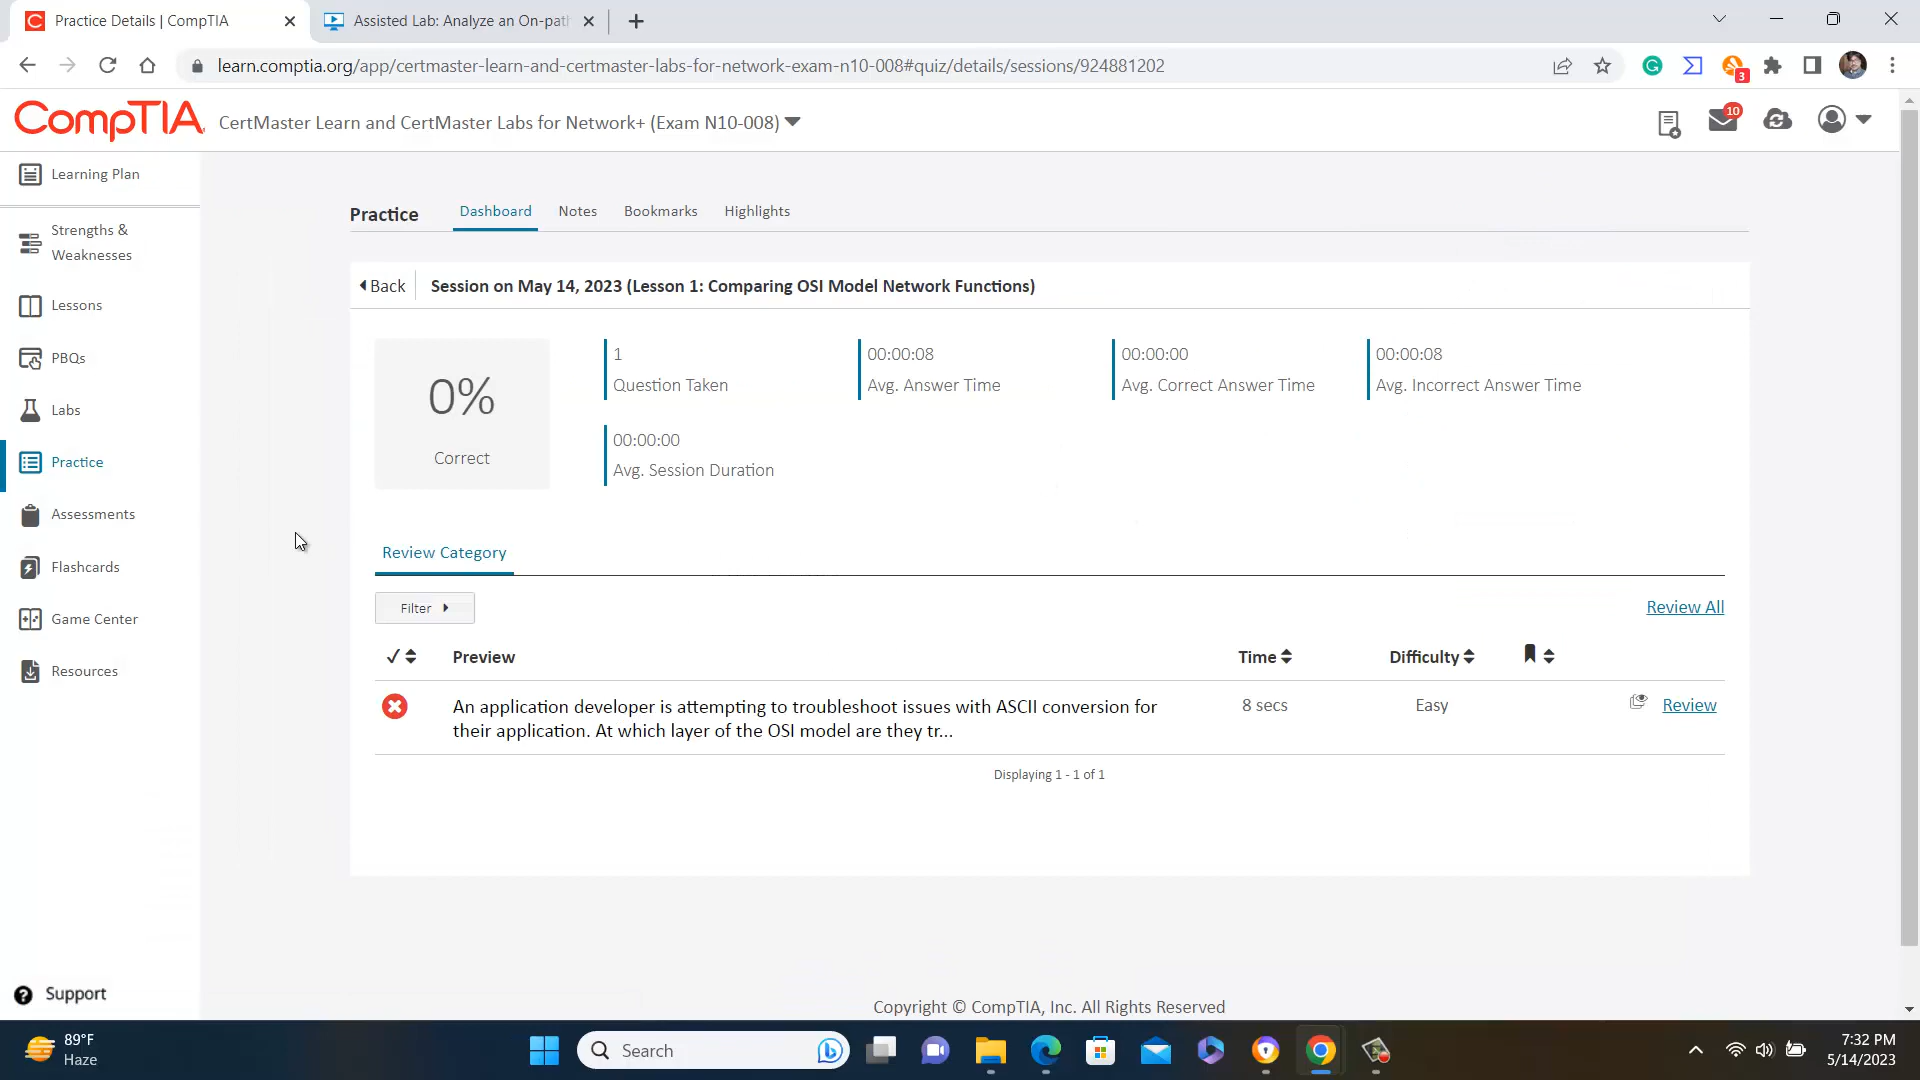 Practice Details | CompTIA
Assisted Lab: Analyze an On-path
learn.comptia.org/app/certmaster-learn-and-certmaster-labs-for-network-exam-n10-008#quiz/details/sessions/924881202
3
CompTIA. CertMaster Learn and CertMaster Labs for Network+ (Exam N10-008)
10
Learning Plan
Strengths &
Weaknesses
Lessons
PBQs
Labs
Practice
Assessments
Flashcards
Game Center
Resources
Support
Practice Dashboard Notes Bookmarks Highlights
Back Session on May 14, 2023 (Lesson 1: Comparing OSI Model Network Functions)
0%
Correct
1
Question Taken
00:00:08
Avg. Answer Time
00:00:00
Avg. Correct Answer Time
00:00:08
Avg. Incorrect Answer Time
00:00:00
Avg. Session Duration
Review Category
Filter
Review All
Preview Time Difficulty
An application developer is attempting to troubleshoot issues with ASCII conversion for
their application. At which layer of the OSI model are they tr...
8 secs
Easy
Review
Displaying 1 - 1 of 1
Copyright © CompTIA, Inc. All Rights Reserved
89°F
Haze
Search
7:32 PM
5/14/2023